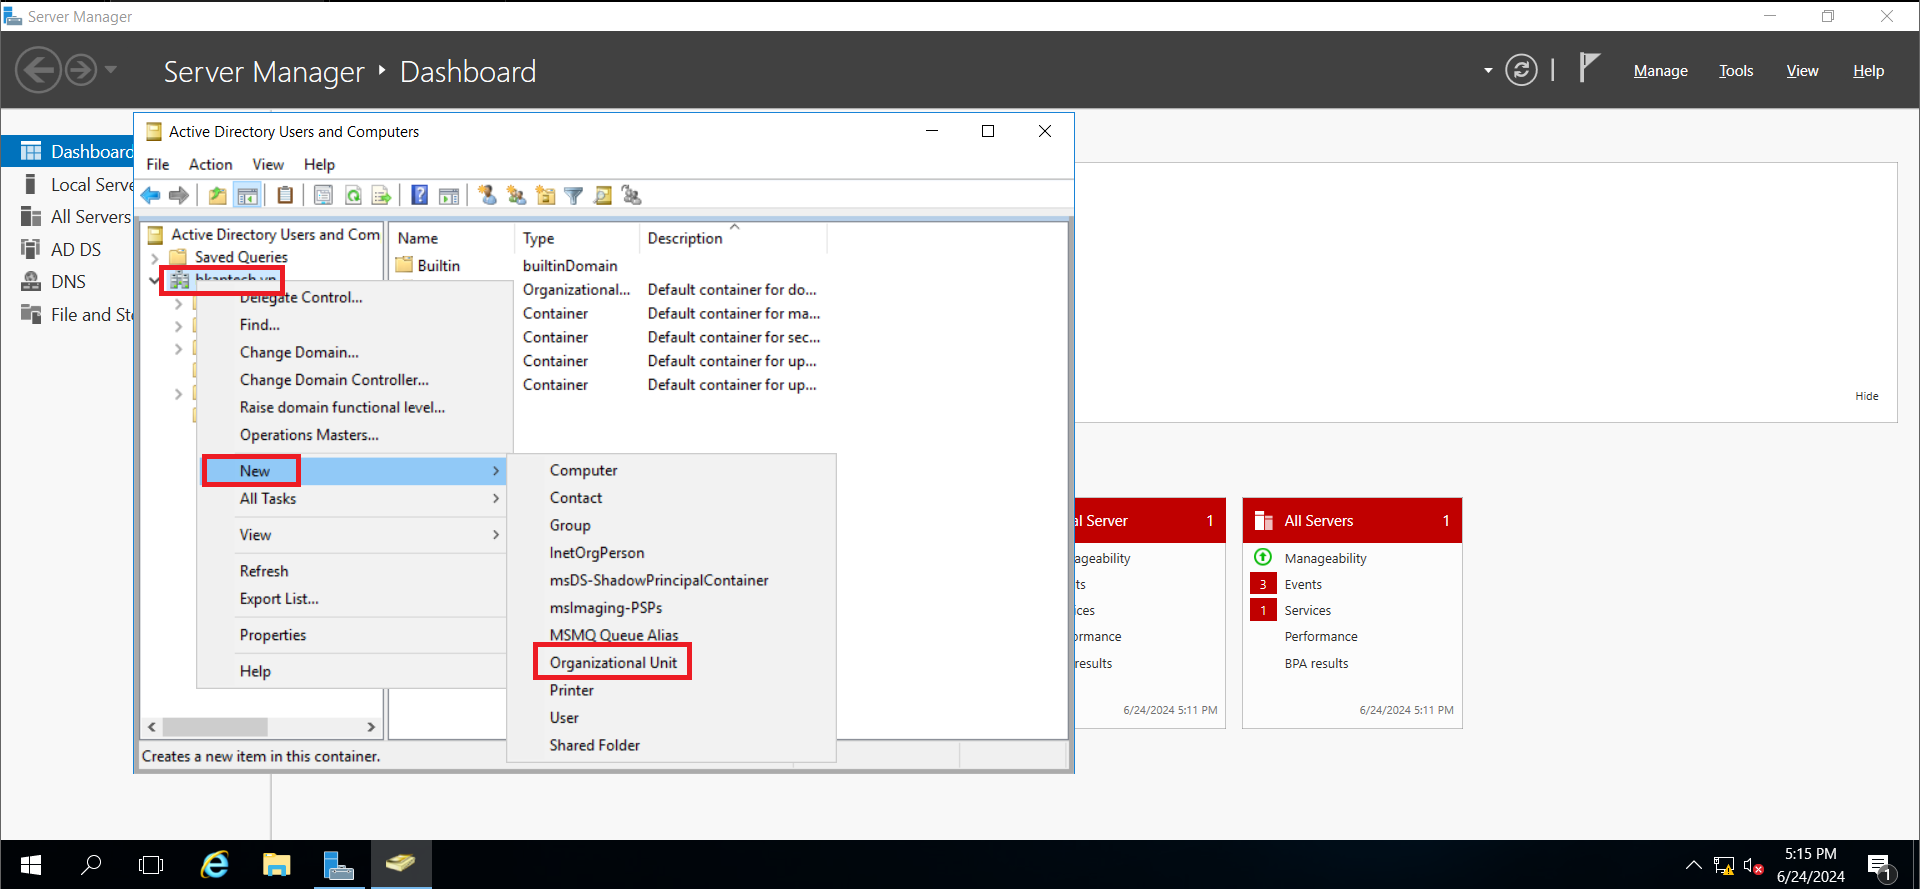 Server Manager
Server Manager ‣ Dashboard
Manage Tools View Help
Dashboard
Local Serve
All Servers
AD DS
DNS
File and Sto
Active Directory Users and Computers
File Action View Help
Active Directory Users and Com
Saved Queries
bkaptech.vn
Name Type Description
Builtin builtinDomain
Organizational... Default container for do...
Container Default container for ma...
Container Default container for sec...
Container Default container for up...
Container Default container for up...
Delegate Control...
Find...
Change Domain...
Change Domain Controller...
Raise domain functional level...
Operations Masters...
New
All Tasks
View
Refresh
Export List...
Properties
Help
Computer
Contact
Group
InetOrgPerson
msDS-ShadowPrincipalContainer
msImaging-PSPs
MSMQ Queue Alias
Organizational Unit
Printer
User
Shared Folder
Creates a new item in this container.
Hide
al Server 1
ageability
ts
ices
ormance
results
6/24/2024 5:11 PM
All Servers 1
Manageability
3 Events
1 Services
Performance
BPA results
6/24/2024 5:11 PM
5:15 PM
6/24/2024
1